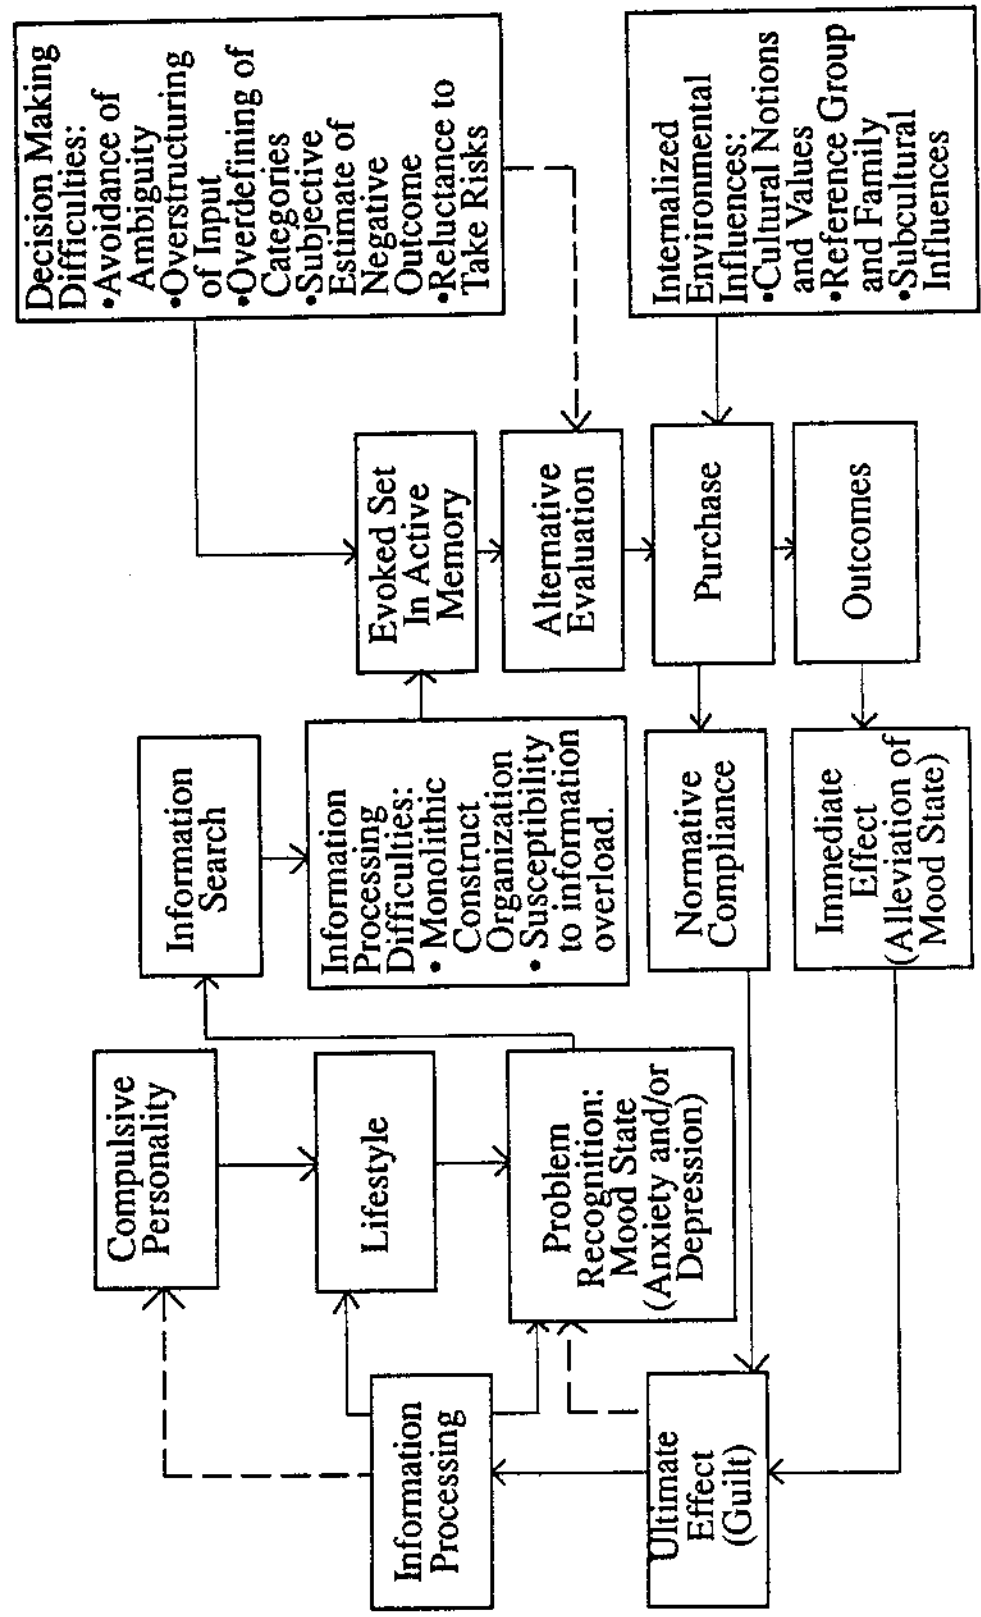 Compulsive
Personality
Lifestyle
Problem
Recognition:
Mood State
(Anxiety and/or
Depression)
Information
Processing
Ultimate
Effect
(Guilt)
Information
Search
Information
Processing
Difficulties:
• Monolithic
Construct
Organization
• Susceptibility
to information
overload.
Normative
Compliance
Immediate
Effect
(Alleviation of
Mood State)
Evoked Set
In Active
Memory
Alternative
Evaluation
Purchase
Outcomes
Decision Making
Difficulties:
•Avoidance of
Ambiguity
•Overstructuring
of Input
•Overdefining of
Categories
•Subjective
Estimate of
Negative
Outcome
•Reluctance to
Take Risks
Internalized
Environmental
Influences:
•Cultural Notions
and Values
•Reference Group
and Family
•Subcultural
Influences